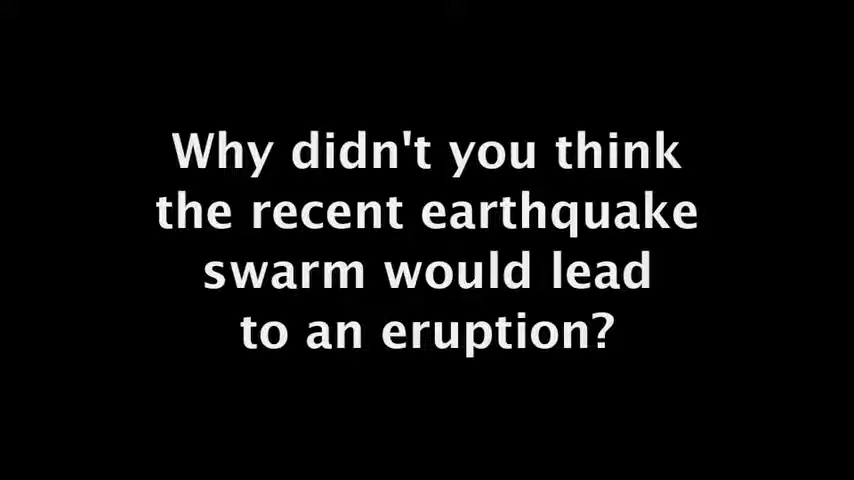 Why didn't you think
the recent earthquake
swarm would lead
to an eruption?